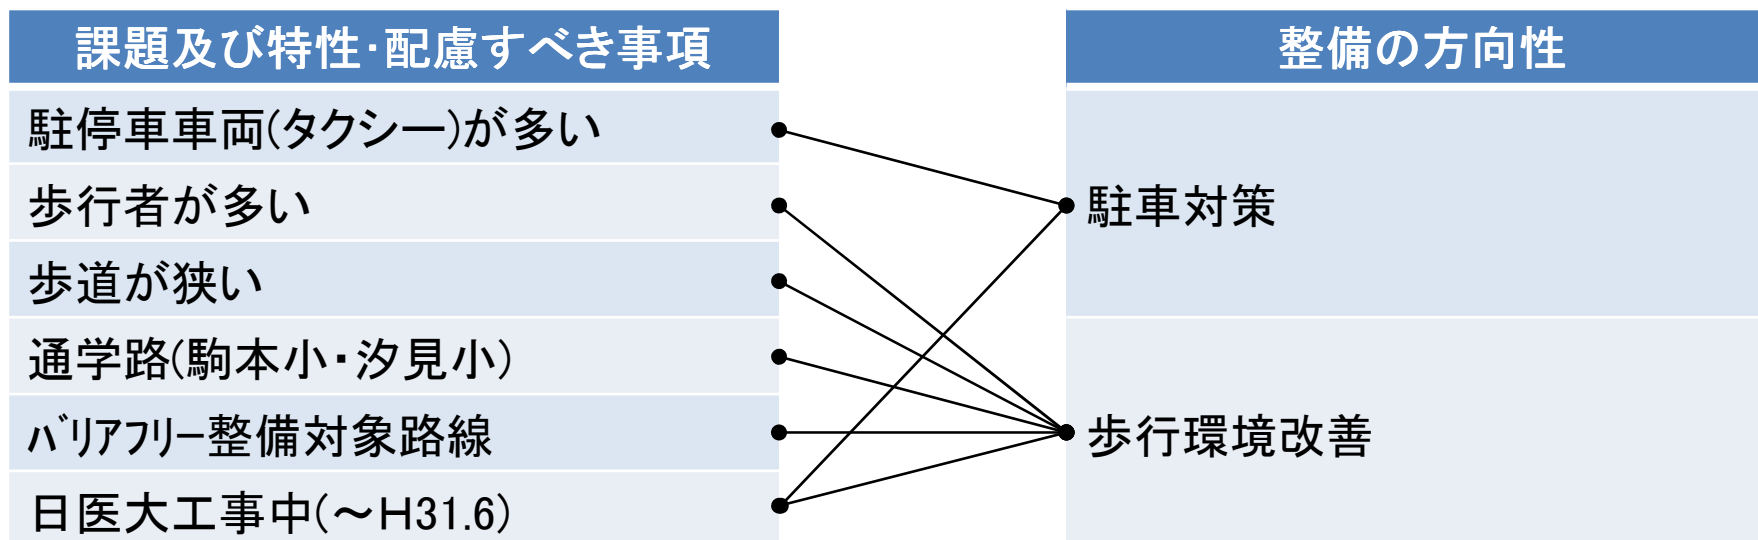 課題及び特性・配慮すべき事項
駐停車車両(タクシー)が多い
歩行者が多い
歩道が狭い
通学路(駒本小・汐見小)
ﾊﾞﾘｱﾌﾘｰ整備対象路線
日医大工事中(～H31.6)
整備の方向性
駐車対策
歩行環境改善